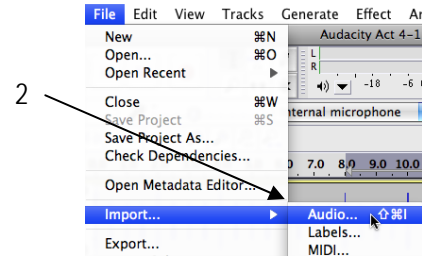 File Edit View Tracks Generate Effect
New ⌘N
Audacity Act 4-1
Open... ⌘O
L
Open Recent
R
-18 -6
Close ⌘W
nternal microphone
2
Save Project ⌘S
Save Project As...
Check Dependencies...
7.0 8.0 9.0 10.0
Open Metadata Editor...
Import...
Audio... ⇧⌘I
Labels...
Export...
MIDI...